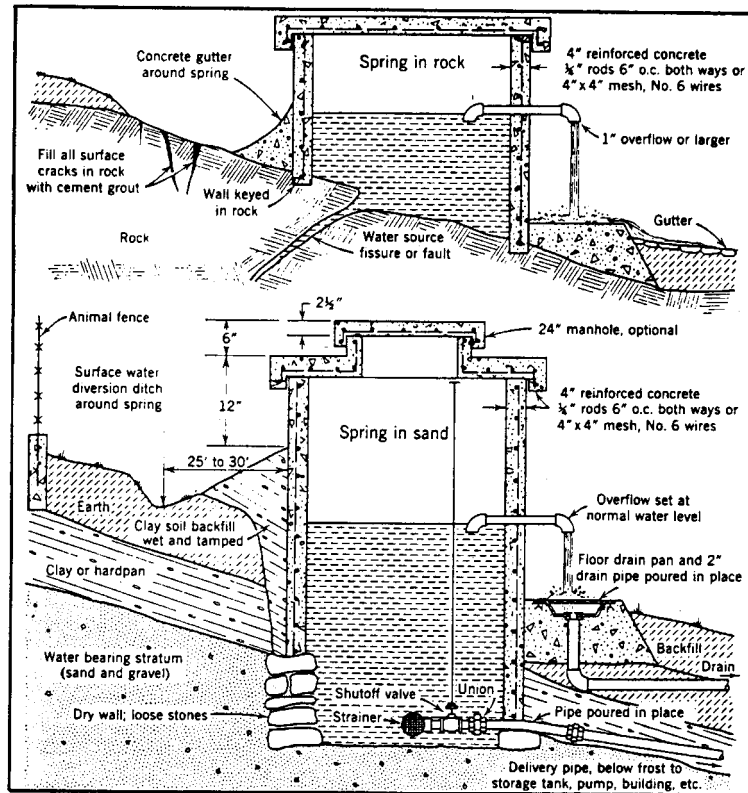 Concrete gutter
around spring
Spring in rock
4" reinforced concrete
⅜" rods 6" o.c. both ways or
4"x 4" mesh, No. 6 wires
1" overflow or larger
Fill all surface
cracks in rock
with cement grout
Wall keyed
in rock
Rock
Water source
fissure or fault
Gutter
2½"
Animal fence
6"
24" manhole, optional
Surface water
diversion ditch
around spring
12"
4" reinforced concrete
⅜" rods 6" o.c. both ways or
4"x 4" mesh, No. 6 wires
Spring in sand
25' to 30'
Earth
Clay soil backfill
wet and tamped
Overflow set at
normal water level
Clay or hardpan
Floor drain pan and 2"
drain pipe poured in place
Backfill
Drain
Water bearing stratum
(sand and gravel)
Shutoff valve
Union
Dry wall; loose stones
Strainer
Pipe poured in place
Delivery pipe, below frost to
storage tank, pump, building, etc.